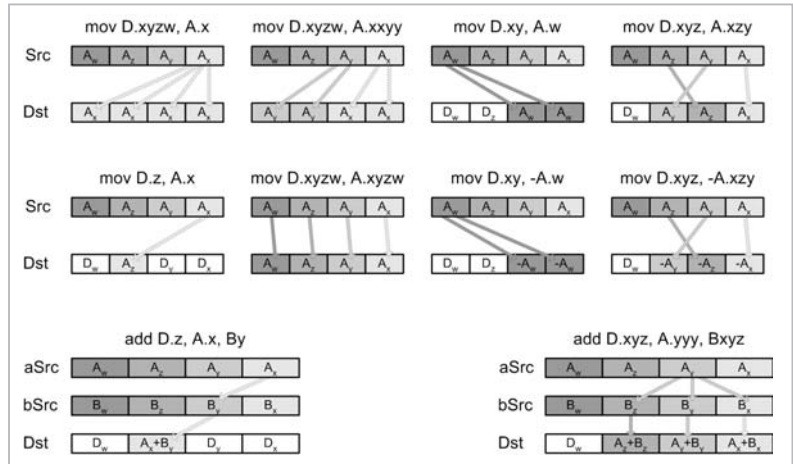 mov D.xyzw, A.x mov D.xyzw, A.xxyy mov D.xy, A.w mov D.xyz, A.xzy
Src Aw Az Ay Ax Aw Az Ay Ax Aw Az Ay Ax Aw Az Ay Ax
Dst Ax Ax Ax Ax Ay Ay Ax Ax Dw Dz Aw Aw Dw Ay Az Ax
mov D.z, A.x mov D.xyzw, A.xyzw mov D.xy, -A.w mov D.xyz, -A.xzy
Src Aw Az Ay Ax Aw Az Ay Ax Aw Az Ay Ax Aw Az Ay Ax
Dst Dw Az Dy Dx Aw Az Ay Ax Dw Dz -Aw -Aw Dw -Ay -Az -Ax
add D.z, A.x, By add D.xyz, A.yyy, Bxyz
aSrc Aw Az Ay Ax aSrc Aw Az Ay Ax
bSrc Bw Bz By Bx bSrc Bw Bz By Bx
Dst Dw Ax+By Dy Dx Dst Dw Az+Bz Ay+By Ax+Bx